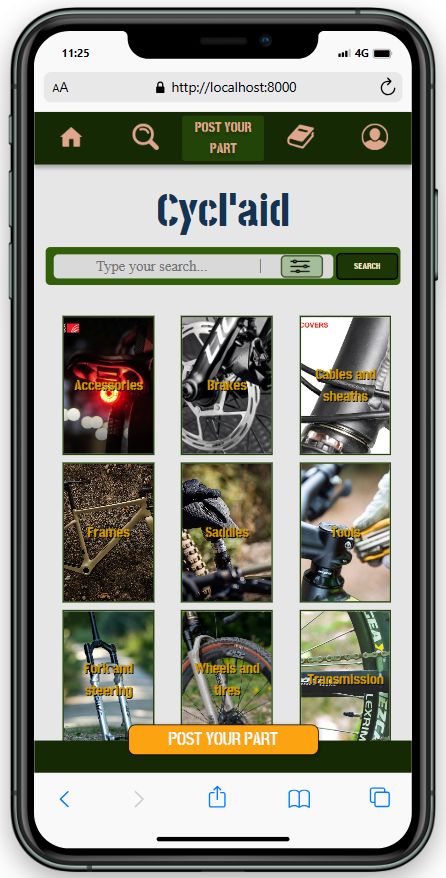 11:25
4G
AA
http://localhost:8000
POST YOUR
PART
Cycl'aid
Type your search...
SEARCH
COVERS
Accessories
Brakes
Cables and
sheaths
Frames
Saddles
Tools
Fork and
steering
Wheels and
tires
Transmission
POST YOUR PART